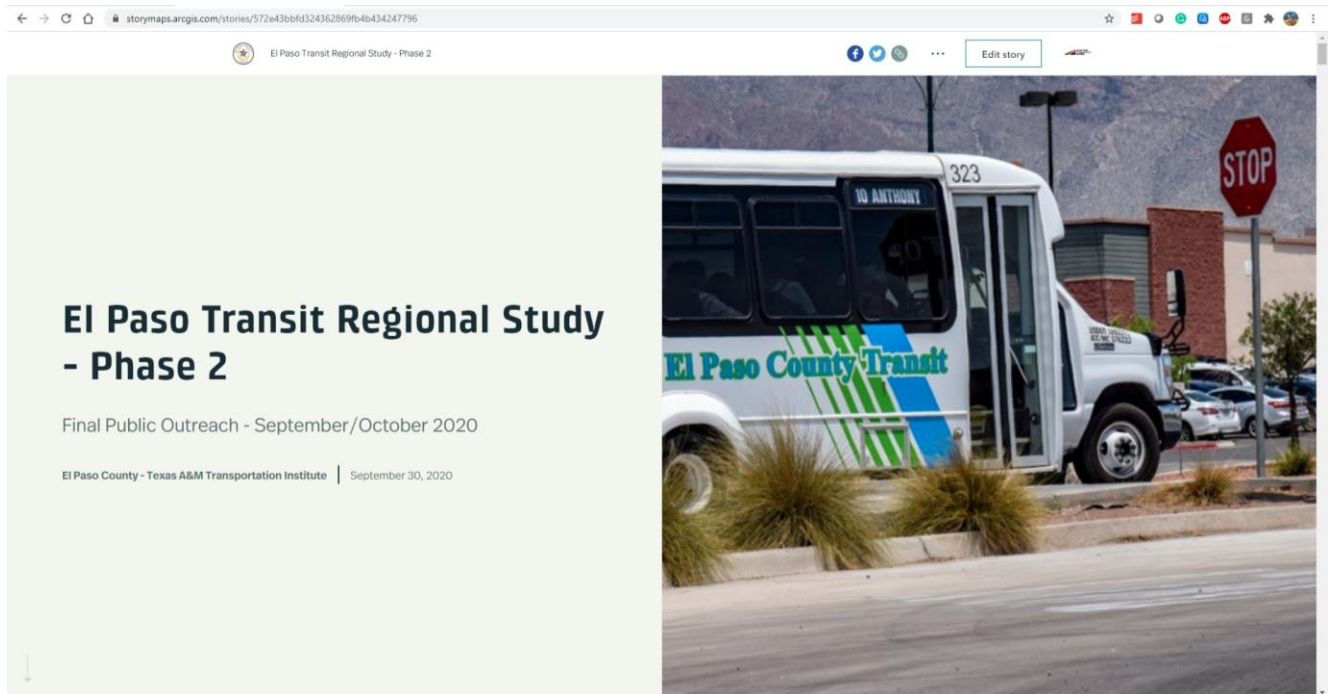 storymaps.arcgis.com/stories/572e43bbfd324362869fb4b434247796
El Paso Transit Regional Study - Phase 2
Edit story
El Paso Transit Regional Study
- Phase 2
Final Public Outreach - September/October 2020
El Paso County - Texas A&M Transportation Institute | September 30, 2020
323
10 ANTHONY
STOP
El Paso County Transit